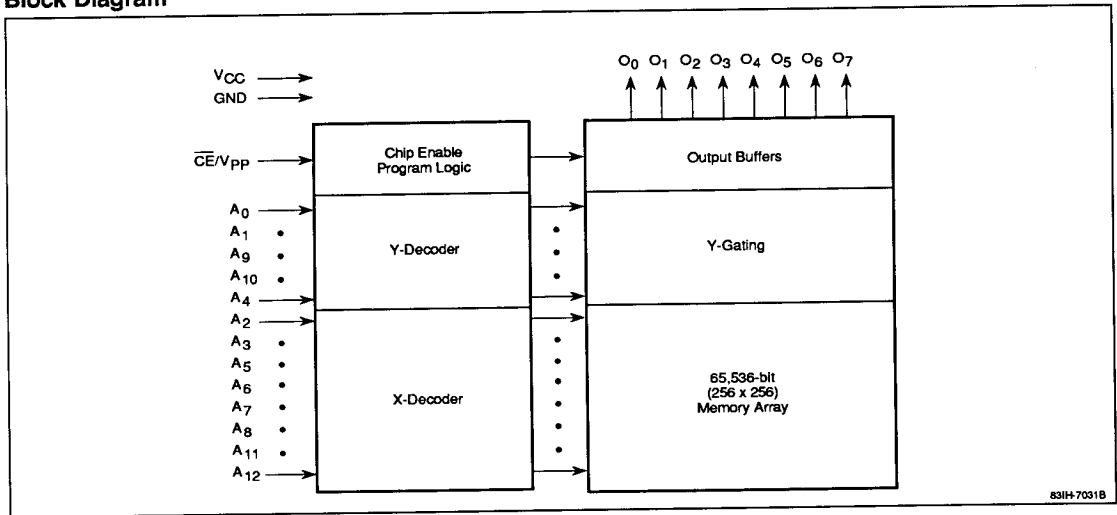 Block Diagram
VCC
GND
O0 O1 O2 O3 O4 O5 O6 O7
CE/VPP
Chip Enable
Program Logic
Output Buffers
A0
A1
A9
A10
A4
Y-Decoder
Y-Gating
A2
A3
A5
A6
A7
A8
A11
A12
X-Decoder
65,536-bit
(256 x 256)
Memory Array
83IH-7031B